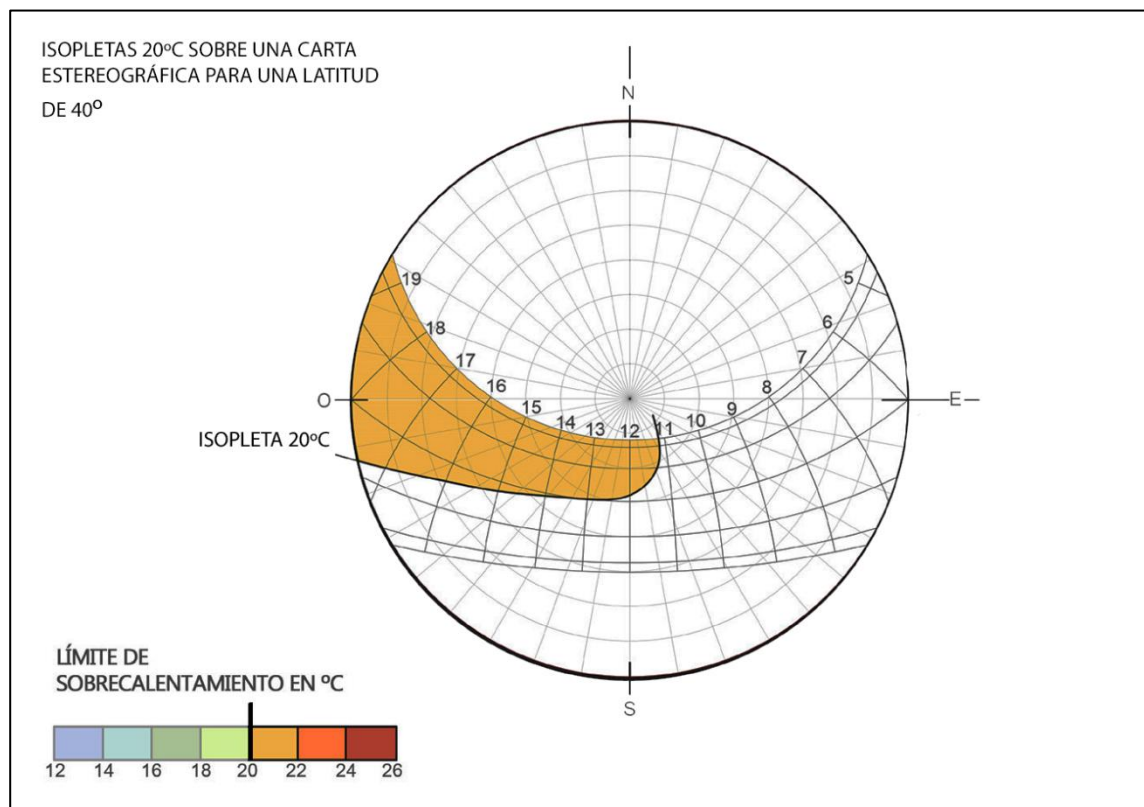 ISOPLETAS 20ºC SOBRE UNA CARTA
ESTEREOGRÁFICA PARA UNA LATITUD
DE 40º
N
19
5
18
6
17
7
16
8
15
9
14
13
12
11
10
O
E
ISOPLETA 20ºC
S
LÍMITE DE
SOBRECALENTAMIENTO EN ºC
12 14 16 18 20 22 24 26